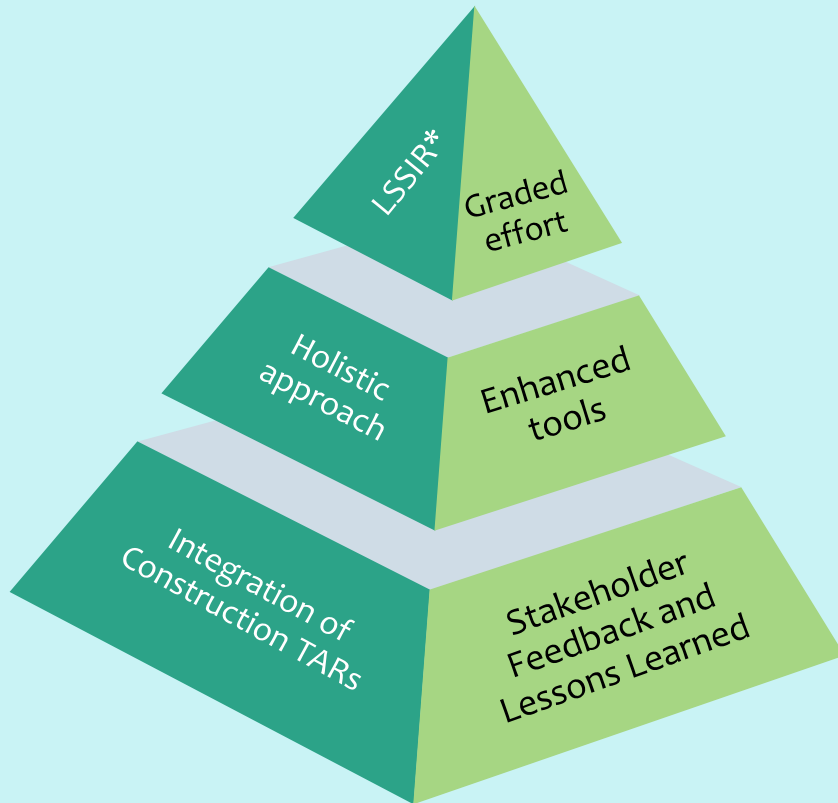 LSSIR*
Graded
effort
Holistic
approach
Enhanced
tools
Integration of
Construction TARs
Stakeholder
Feedback and
Lessons Learned